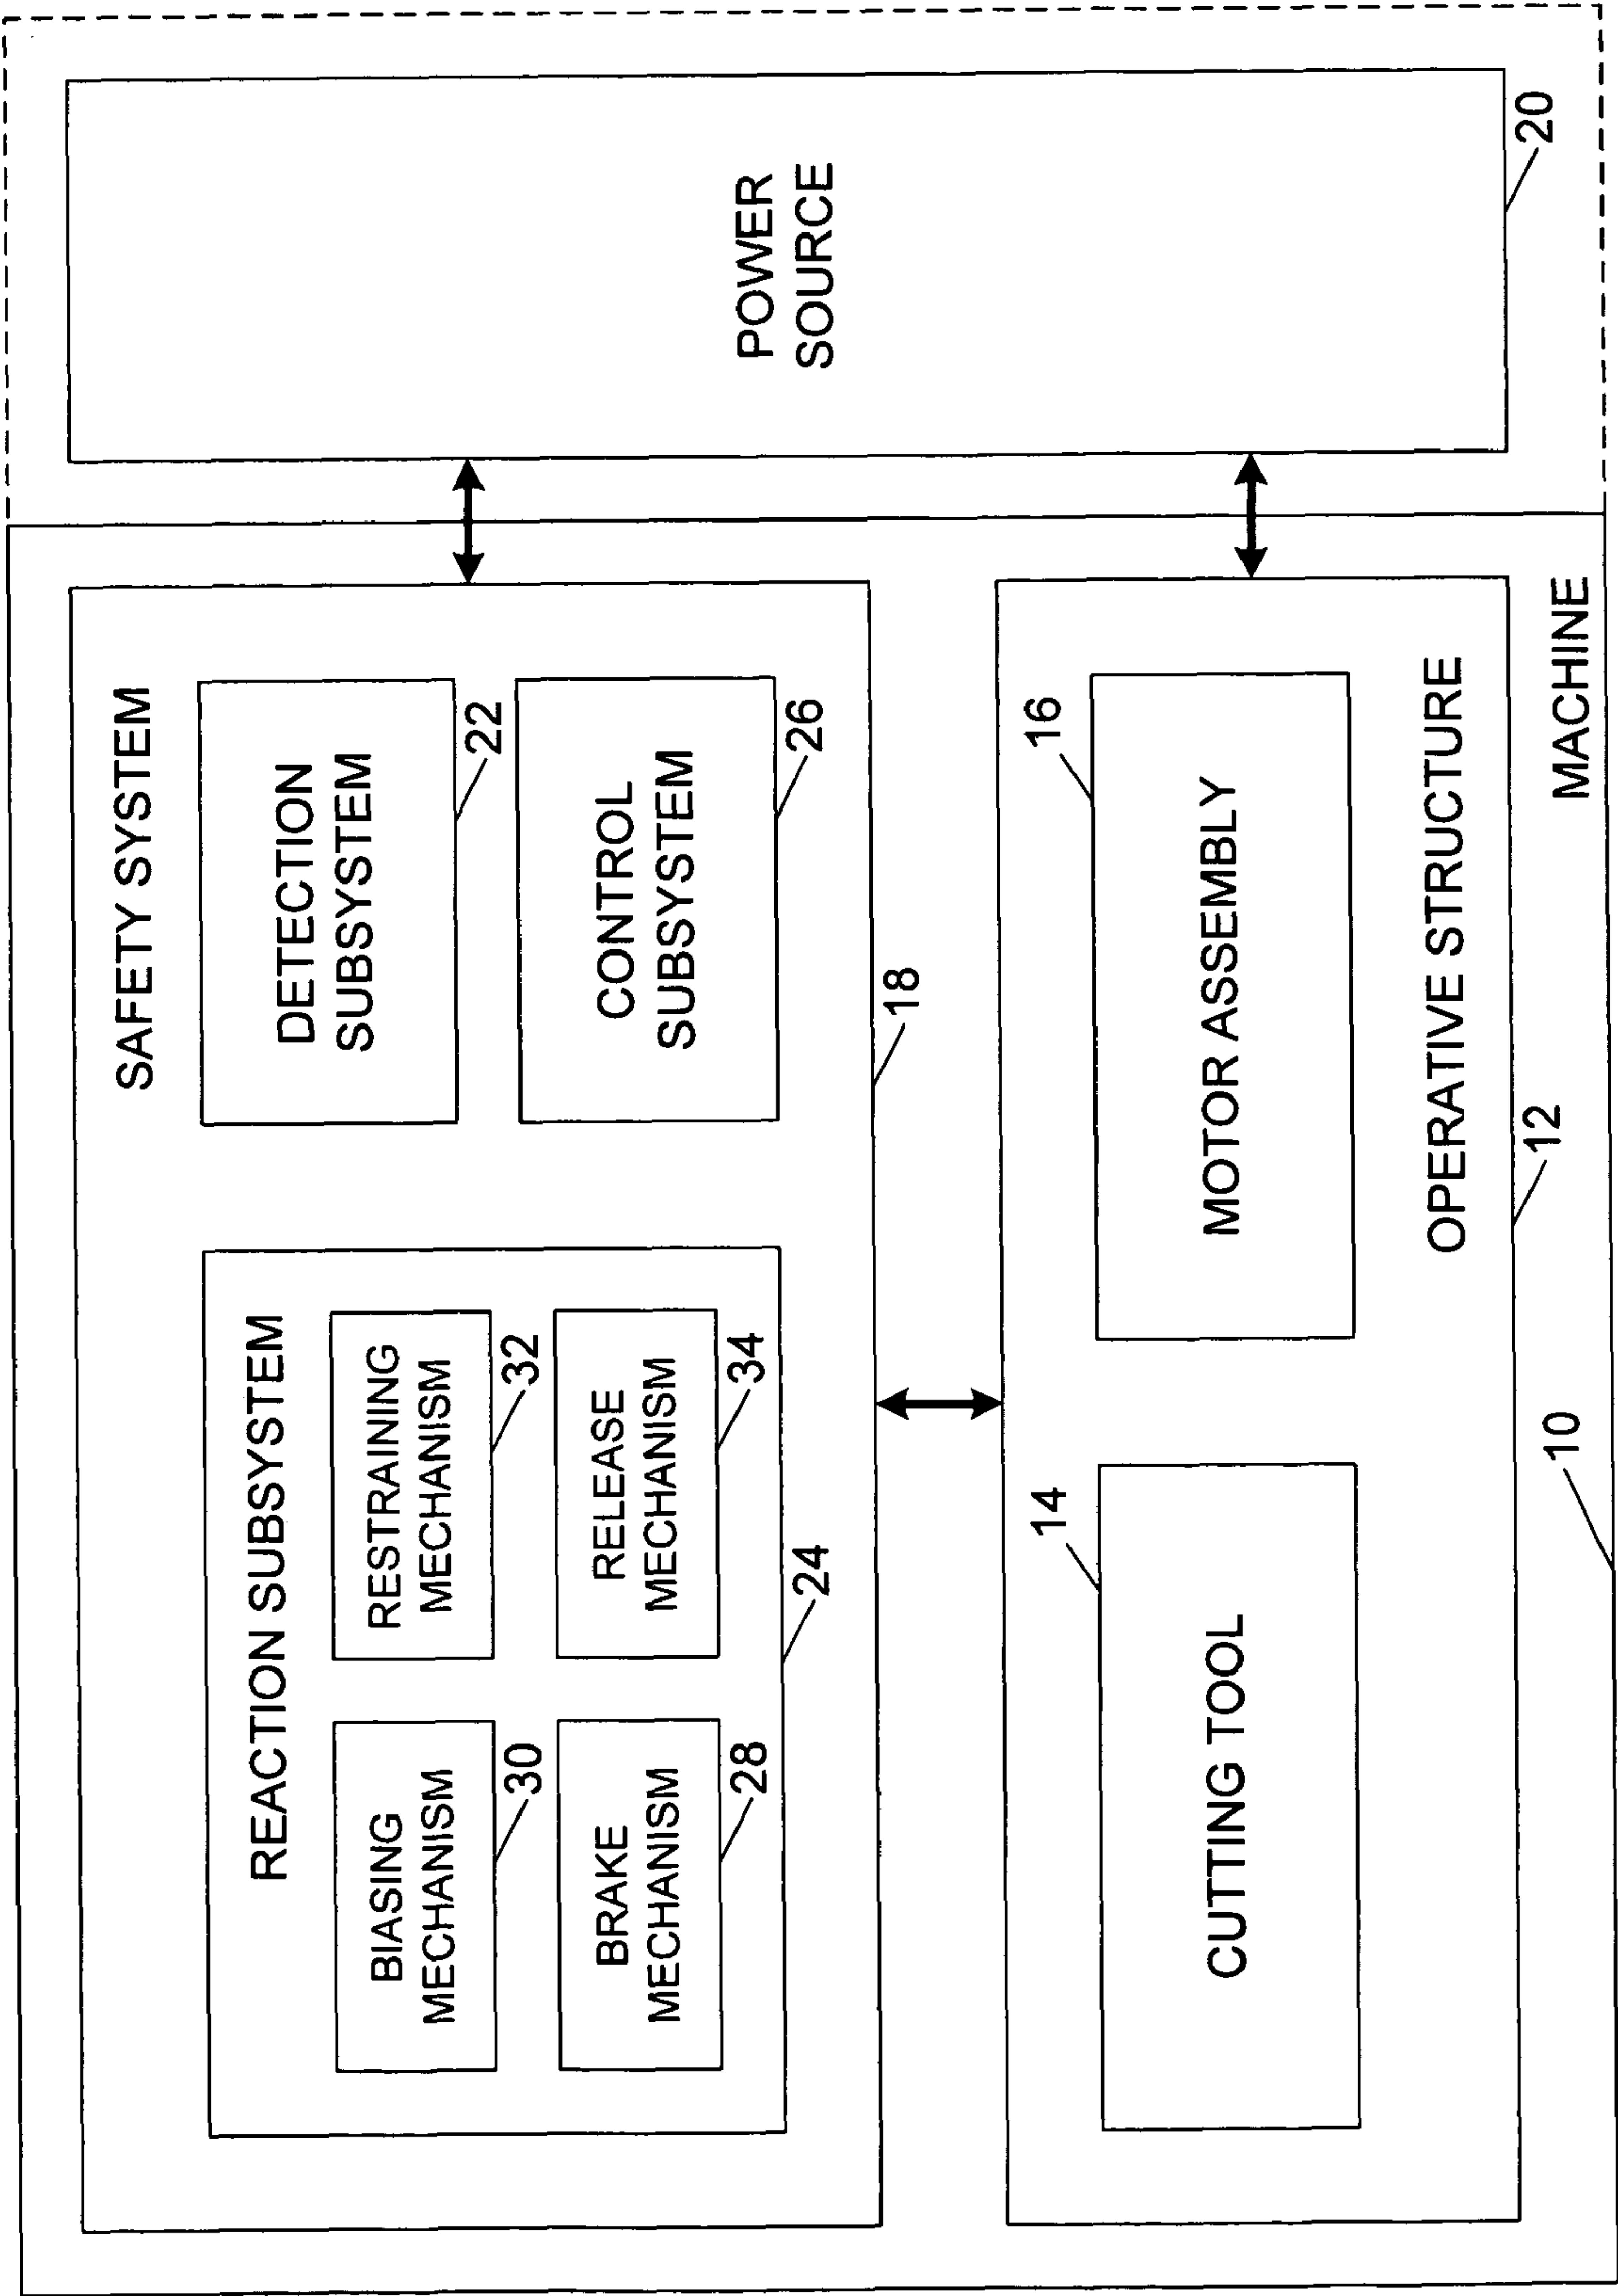 SAFETY SYSTEM
REACTION SUBSYSTEM
BIASING
MECHANISM
30
RESTRAINING
MECHANISM
32
BRAKE
MECHANISM
28
RELEASE
MECHANISM
34
24
DETECTION
SUBSYSTEM
22
CONTROL
SUBSYSTEM
26
18
POWER
SOURCE
20
14
CUTTING TOOL
16
MOTOR ASSEMBLY
OPERATIVE STRUCTURE
12
MACHINE
10